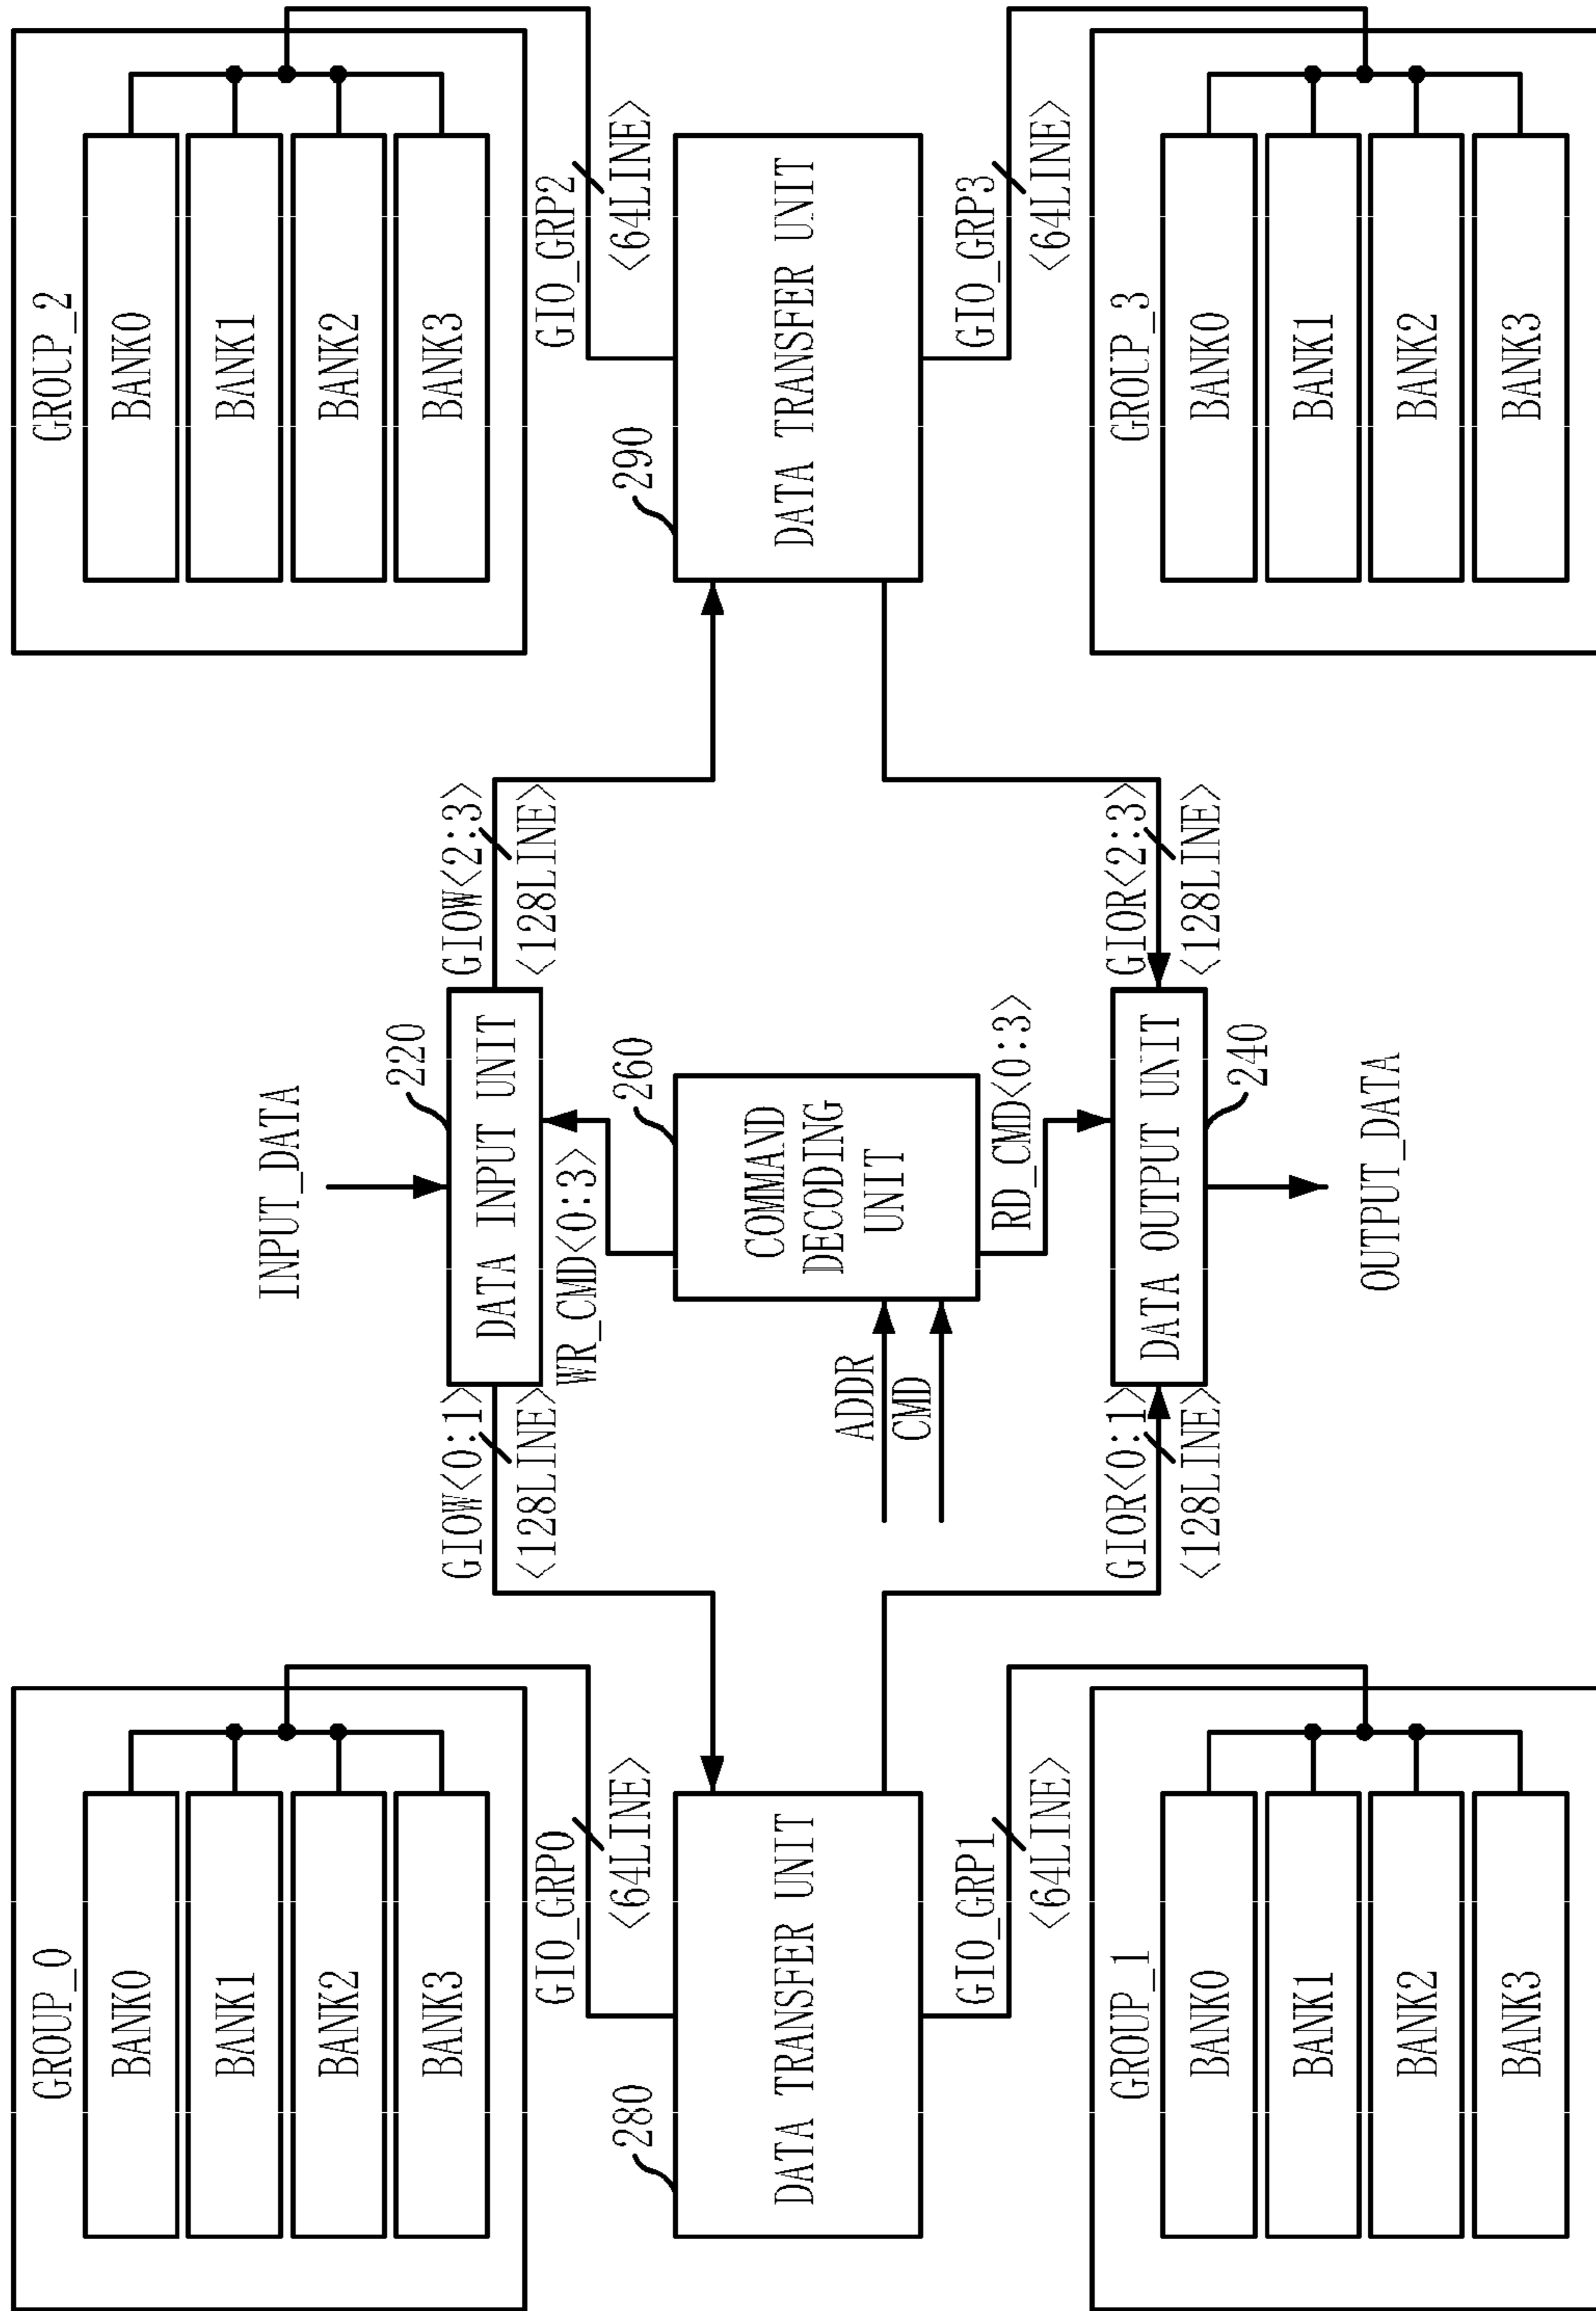 GROUP_0
BANK0
BANK1
BANK2
BANK3
GIO_GRP0
<64LINE>
280
DATA TRANSFER UNIT
GIO_GRP1
<64LINE>
GROUP_1
BANK0
BANK1
BANK2
BANK3
INPUT_DATA
220
GIOW<0:1>
<128LINE>
DATA INPUT UNIT
GIOW<2:3>
<128LINE>
WR_CMD<0:3>
260
COMMAND
DECODING
UNIT
ADDR
CMD
RD_CMD<0:3>
GIOR<0:1>
<128LINE>
DATA OUTPUT UNIT
GIOR<2:3>
<128LINE>
240
OUTPUT_DATA
GROUP_2
BANK0
BANK1
BANK2
BANK3
GIO_GRP2
<64LINE>
290
DATA TRANSFER UNIT
GIO_GRP3
<64LINE>
GROUP_3
BANK0
BANK1
BANK2
BANK3